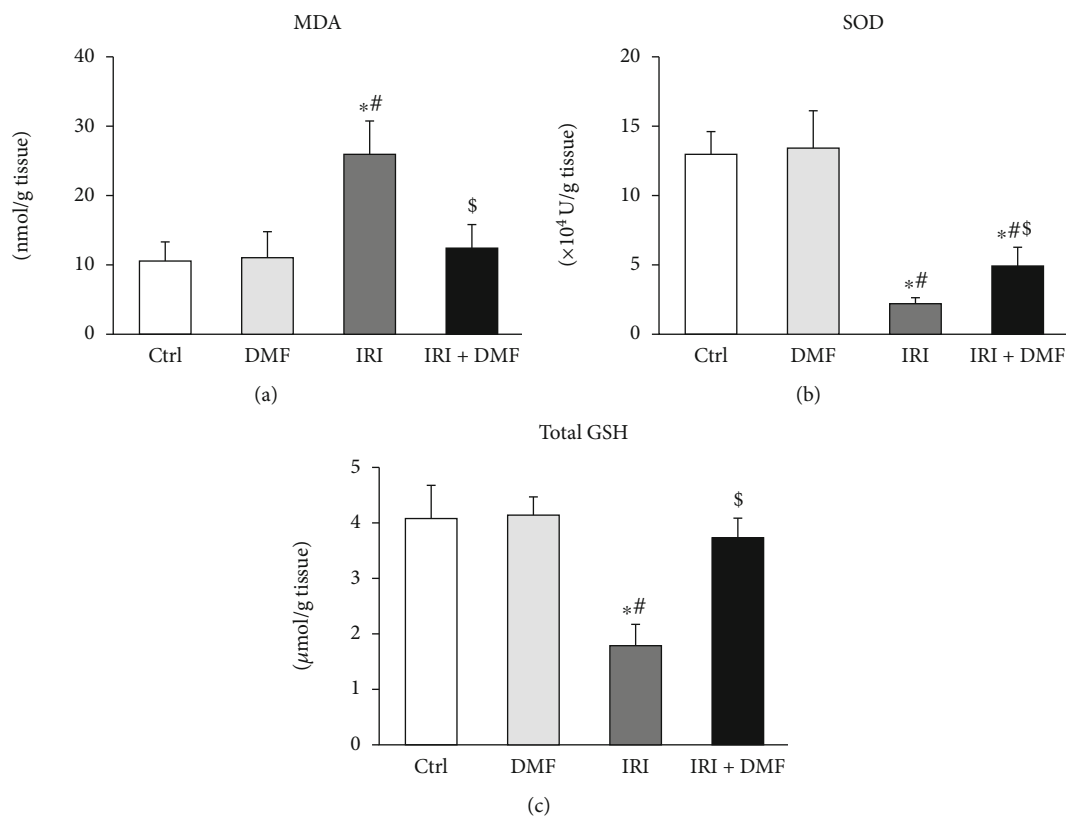 MDA
(nmol/g tissue)
40
30
20
10
0
*#
$
Ctrl DMF IRI IRI + DMF
(a)
SOD
(×10⁴ U/g tissue)
20
15
10
5
0
*#
*#$
Ctrl DMF IRI IRI + DMF
(b)
Total GSH
(μmol/g tissue)
5
4
3
2
1
0
*#
$
Ctrl DMF IRI IRI + DMF
(c)